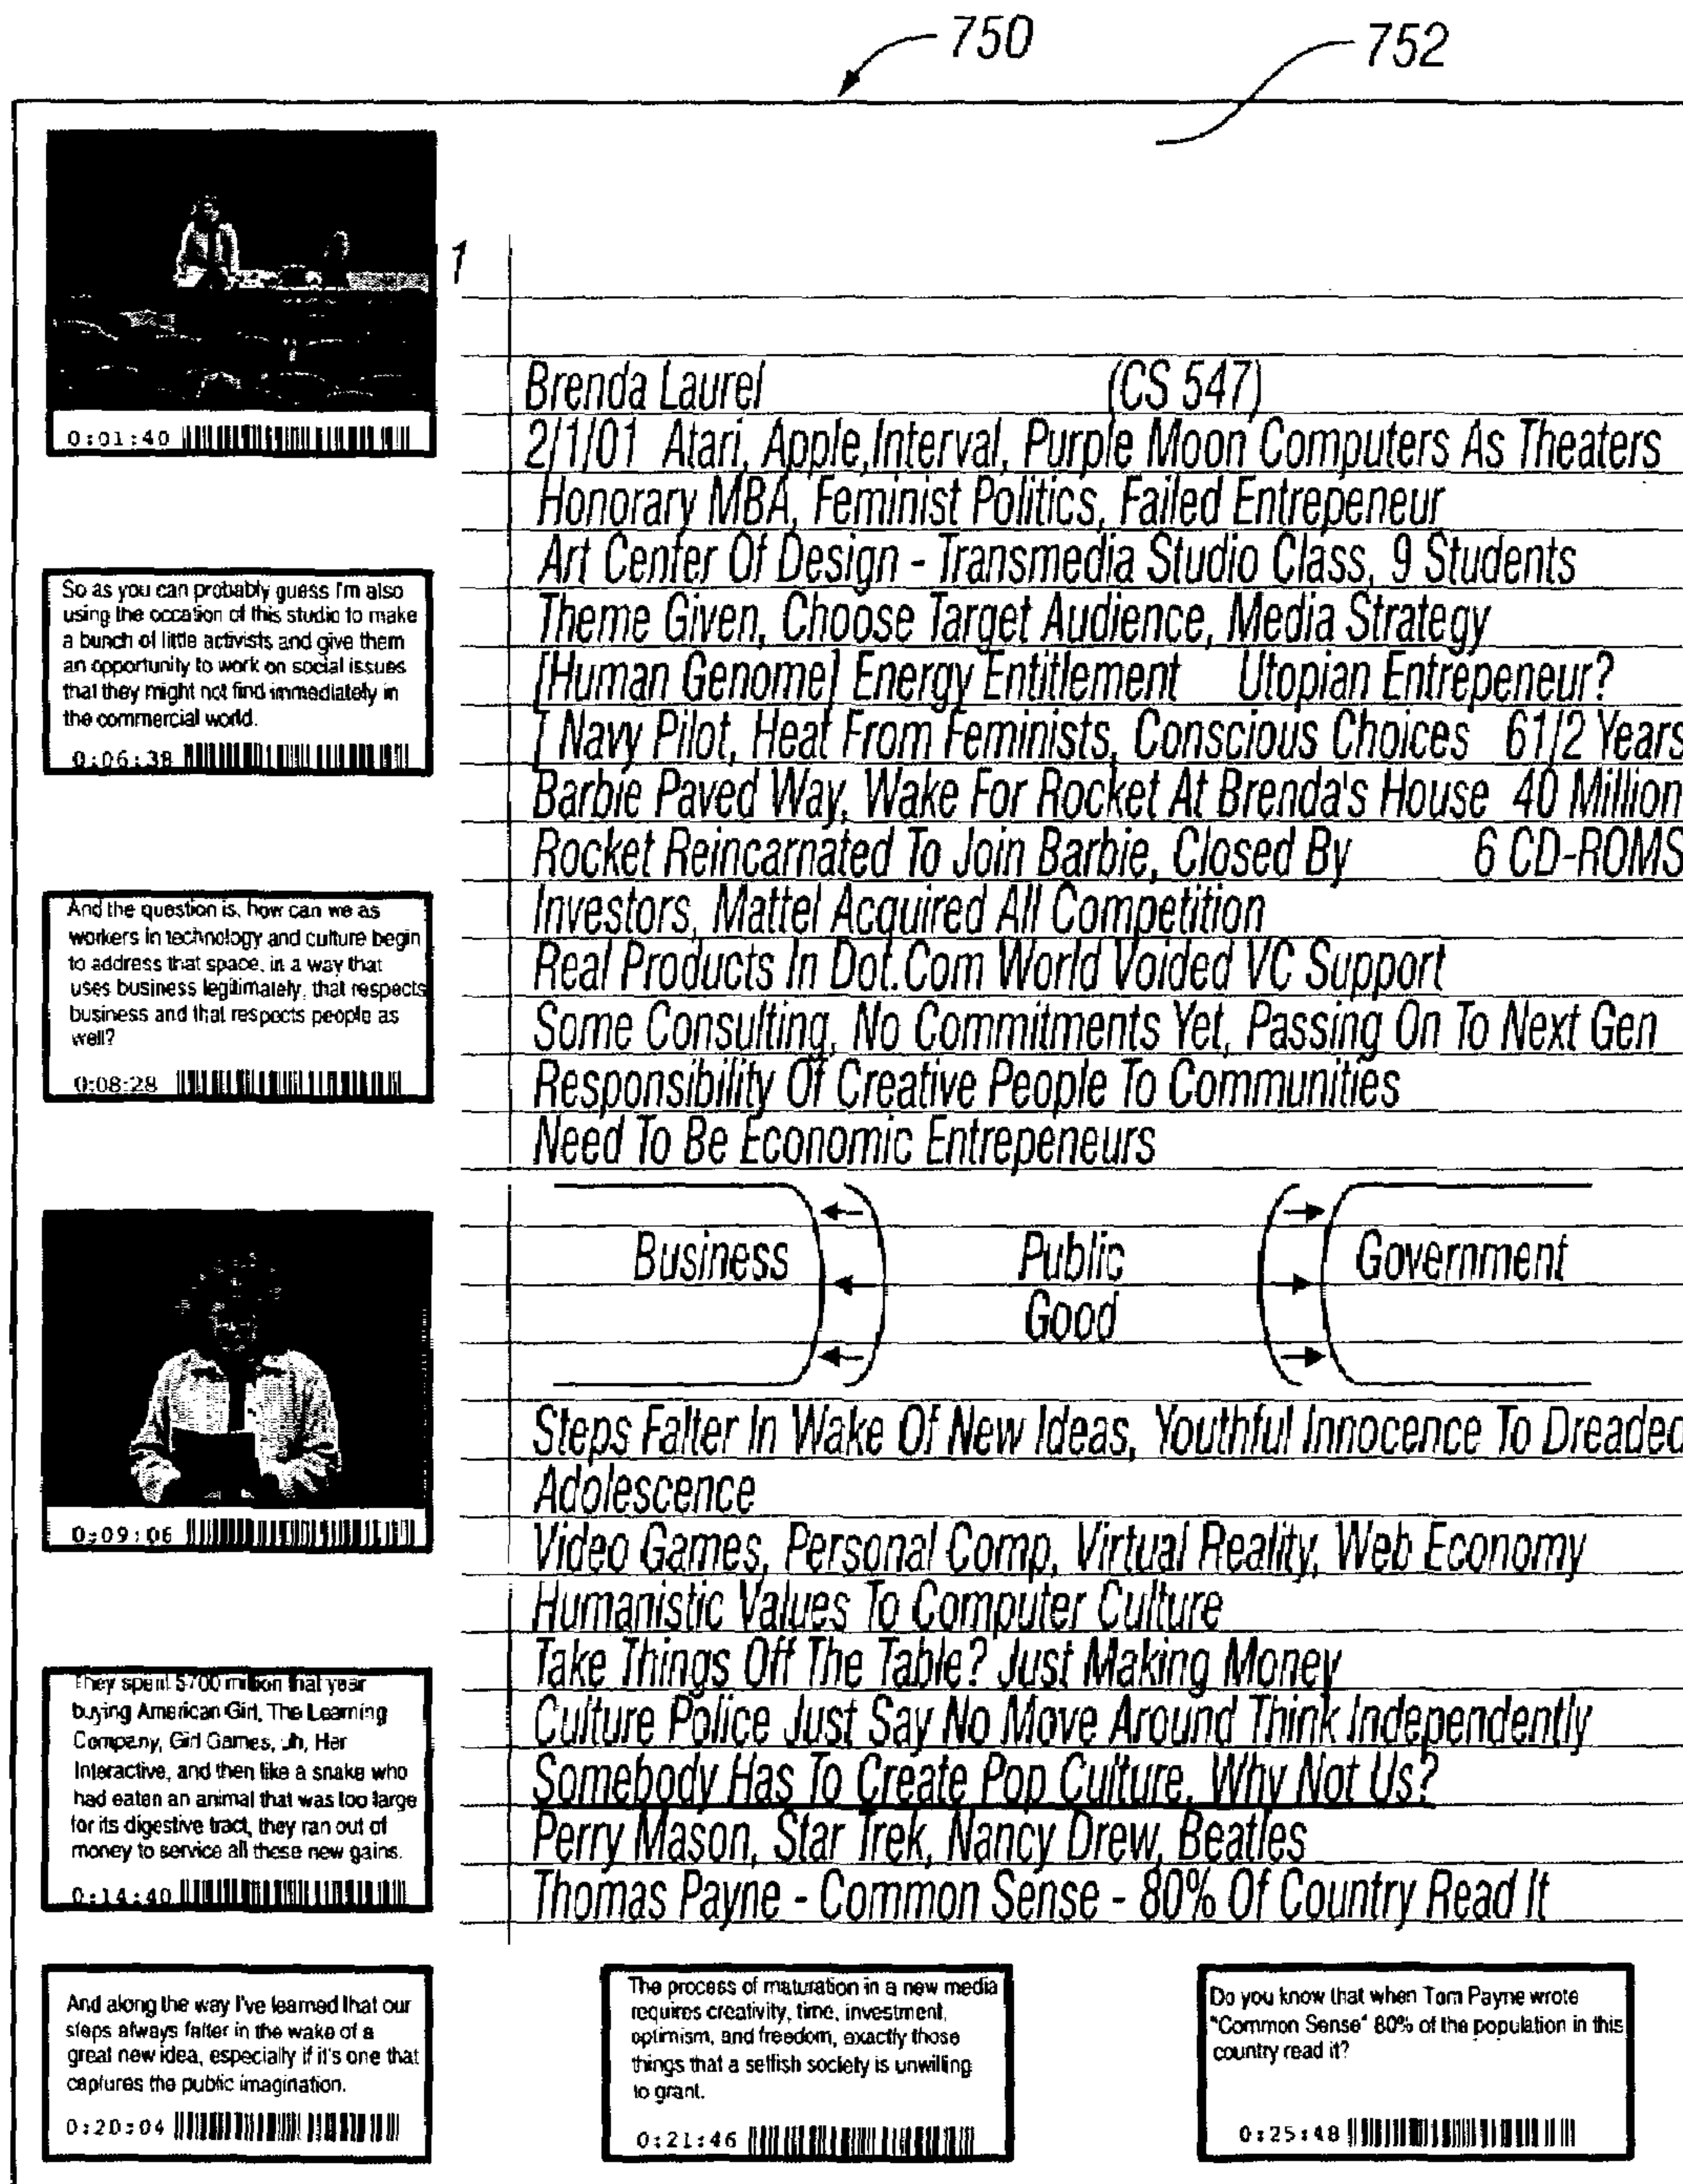 750
752
0:01:40
So as you can probably guess I'm also
using the occation of this studio to make
a bunch of little activists and give them
an opportunity to work on social issues
that they might not find immediately in
the commercial world.
0:06:38
And the question is, how can we as
workers in technology and culture begin
to address that space, in a way that
uses business legitimately, that respects
business and that respects people as
well?
0:08:28
0:09:06
They spent $700 million that year
buying American Girl, The Learning
Company, Girl Games, Uh, Her
Interactive, and then like a snake who
had eaten an animal that was too large
for its digestive tract, they ran out of
money to service all these new gains.
0:14:40
1
Brenda Laurel (CS 547)
2/1/01 Atari, Apple, Interval, Purple Moon Computers As Theaters
Honorary MBA, Feminist Politics, Failed Entrepeneur
Art Center Of Design - Transmedia Studio Class, 9 Students
Theme Given, Choose Target Audience, Media Strategy
[Human Genome] Energy Entitlement Utopian Entrepeneur?
[ Navy Pilot, Heat From Feminists, Conscious Choices 61/2 Years
Barbie Paved Way, Wake For Rocket At Brenda's House 40 Million
Rocket Reincarnated To Join Barbie, Closed By 6 CD-ROMS
Investors, Mattel Acquired All Competition
Real Products In Dot.Com World Voided VC Support
Some Consulting, No Commitments Yet, Passing On To Next Gen
Responsibility Of Creative People To Communities
Need To Be Economic Entrepeneurs
Business Public Government
Good
Steps Falter In Wake Of New Ideas, Youthful Innocence To Dreaded
Adolescence
Video Games, Personal Comp, Virtual Reality, Web Economy
Humanistic Values To Computer Culture
Take Things Off The Table? Just Making Money
Culture Police Just Say No Move Around Think Independently
Somebody Has To Create Pop Culture, Why Not Us?
Perry Mason, Star Trek, Nancy Drew, Beatles
Thomas Payne - Common Sense - 80% Of Country Read It
And along the way I've learned that our
steps always falter in the wake of a
great new idea, especially if it's one that
captures the public imagination.
0:20:04
The process of maturation in a new media
requires creativity, time, investment,
optimism, and freedom, exactly those
things that a selfish society is unwilling
to grant.
0:21:46
Do you know that when Tom Payne wrote
"Common Sense" 80% of the population in this
country read it?
0:25:48